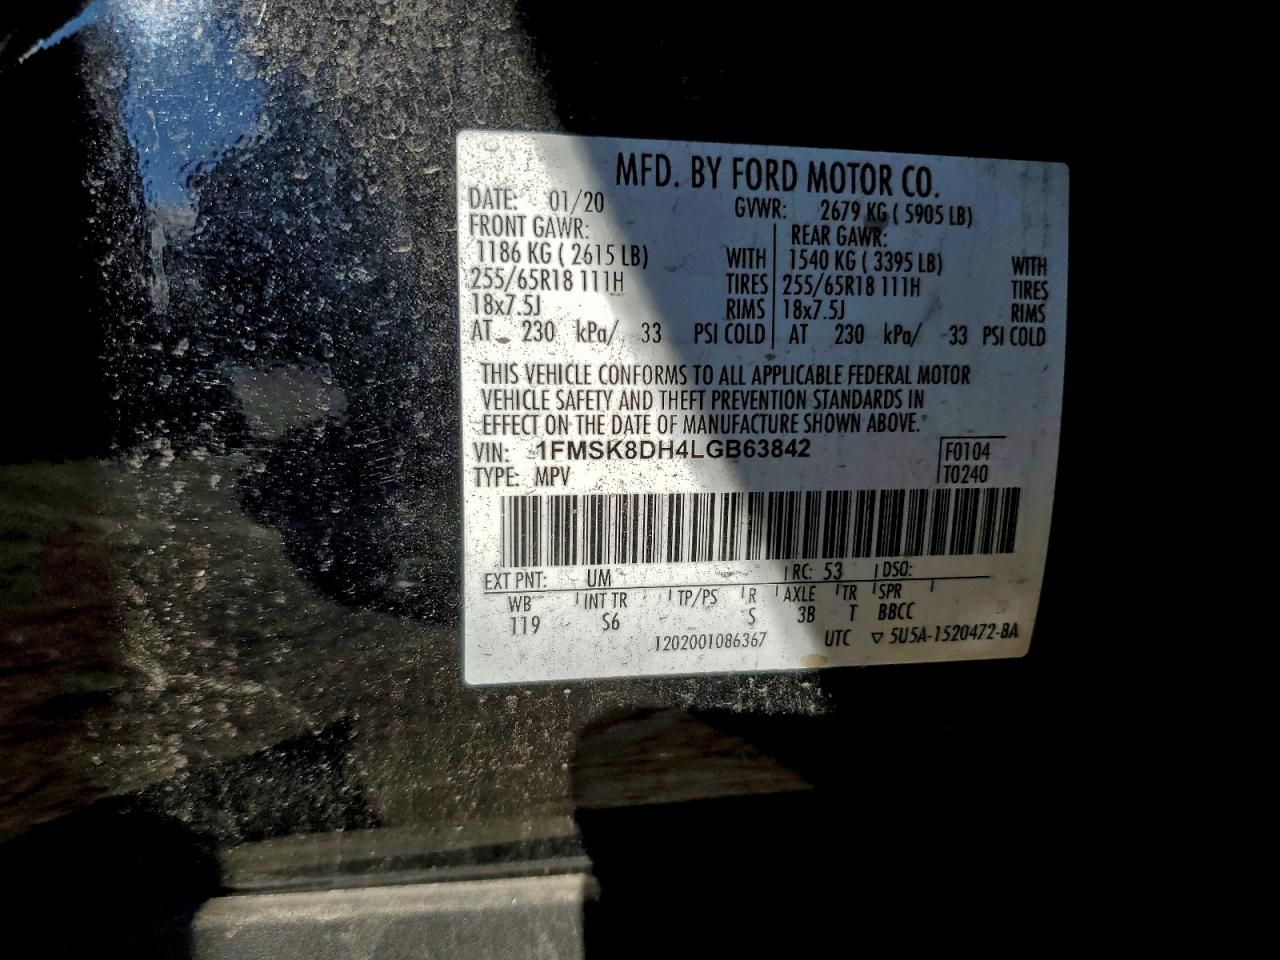 MFD. BY FORD MOTOR CO.
DATE: 01/20 GVWR: 2679 KG ( 5905 LB)
FRONT GAWR: REAR GAWR:
1186 KG ( 2615 LB) WITH 1540 KG ( 3395 LB) WITH
255/65R18 111H TIRES 255/65R18 111H TIRES
18x7.5J RIMS 18x7.5J RIMS
AT 230 kPa/ 33 PSI COLD AT 230 kPa/ 33 PSI COLD
THIS VEHICLE CONFORMS TO ALL APPLICABLE FEDERAL MOTOR
VEHICLE SAFETY AND THEFT PREVENTION STANDARDS IN
EFFECT ON THE DATE OF MANUFACTURE SHOWN ABOVE.
VIN: 1FMSK8DH4LGB63842 F0104
TYPE: MPV T0240
EXT PNT: UM RC: 53 DSO:
WB INT TR TP/PS R AXLE TR SPR
119 S6 S 3B T BBCC
1202001086367 UTC ▽ 5U5A-1520472-BA